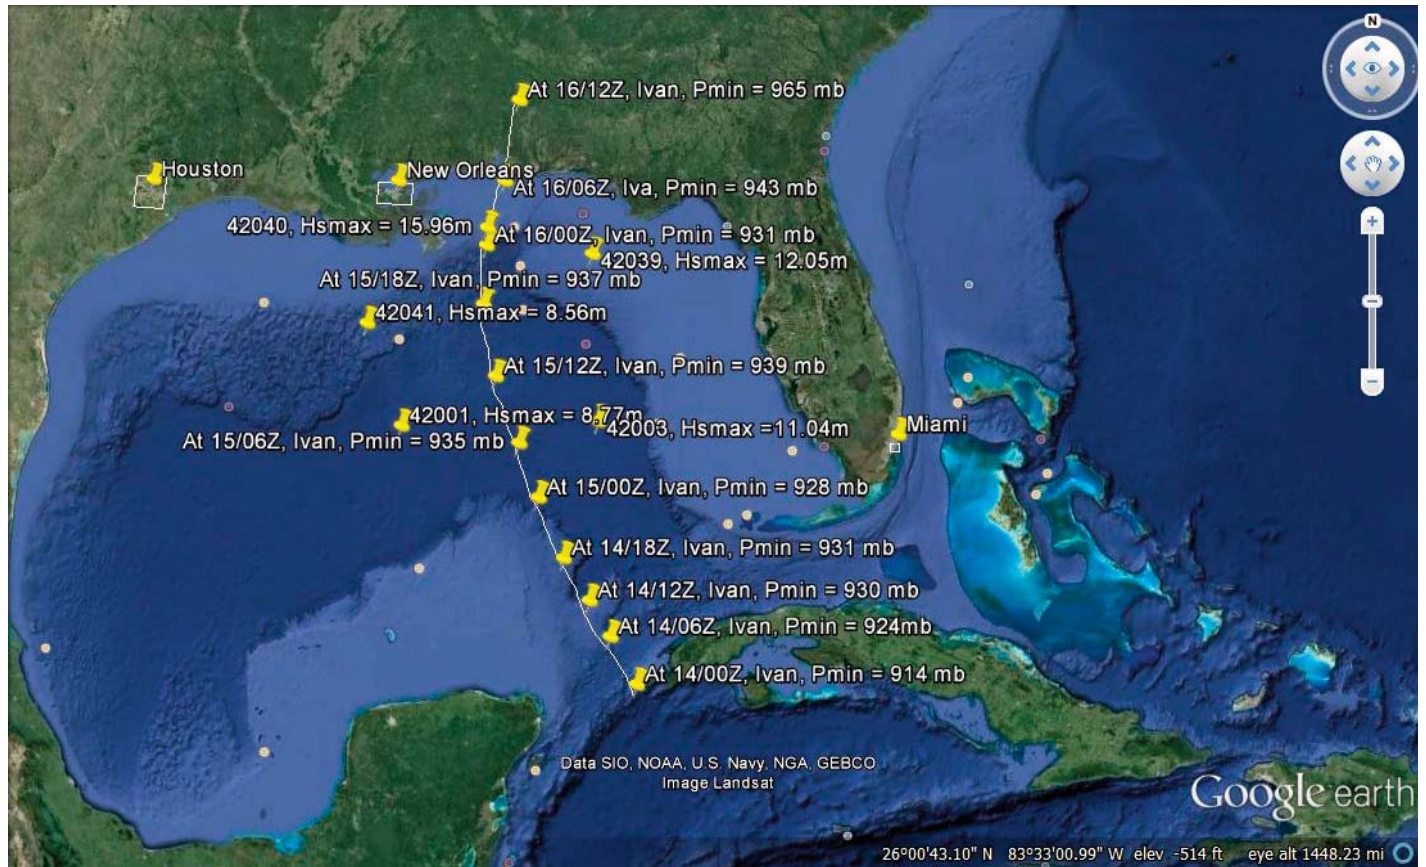 N
At 16/12Z, Ivan, Pmin = 965 mb
Houston
New Orleans
At 16/06Z, Iva, Pmin = 943 mb
42040, Hsmax = 15.96m
At 16/00Z, Ivan, Pmin = 931 mb
42039, Hsmax = 12.05m
At 15/18Z, Ivan, Pmin = 937 mb
42041, Hsmax = 8.56m
At 15/12Z, Ivan, Pmin = 939 mb
42001, Hsmax = 8.77m
42003, Hsmax =11.04m
Miami
At 15/06Z, Ivan, Pmin = 935 mb
At 15/00Z, Ivan, Pmin = 928 mb
At 14/18Z, Ivan, Pmin = 931 mb
At 14/12Z, Ivan, Pmin = 930 mb
At 14/06Z, Ivan, Pmin = 924mb
At 14/00Z, Ivan, Pmin = 914 mb
Data SIO, NOAA, U.S. Navy, NGA, GEBCO
Image Landsat
Google earth
26°00'43.10" N 83°33'00.99" W elev -514 ft eye alt 1448.23 mi